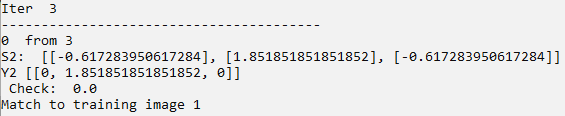 Iter  3
----------------------------------------
0  from 3
S2:  [[-0.617283950617284], [1.851851851851852], [-0.617283950617284]]
Y2 [[0, 1.851851851851852, 0]]
 Check:  0.0
Match to training image 1